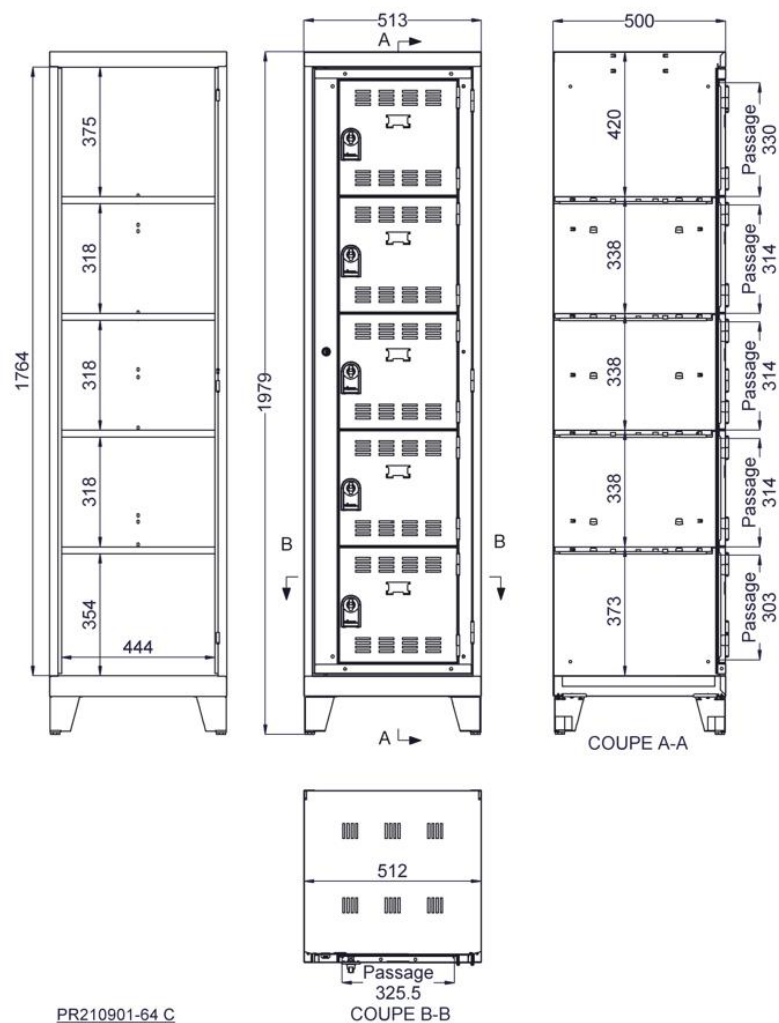 513
500
A
375
420
Passage
330
318
338
Passage
314
1764
318
1979
338
Passage
314
318
338
Passage
314
B
B
354
373
Passage
303
444
A
COUPE A-A
512
Passage
325.5
PR210901-64 C
COUPE B-B